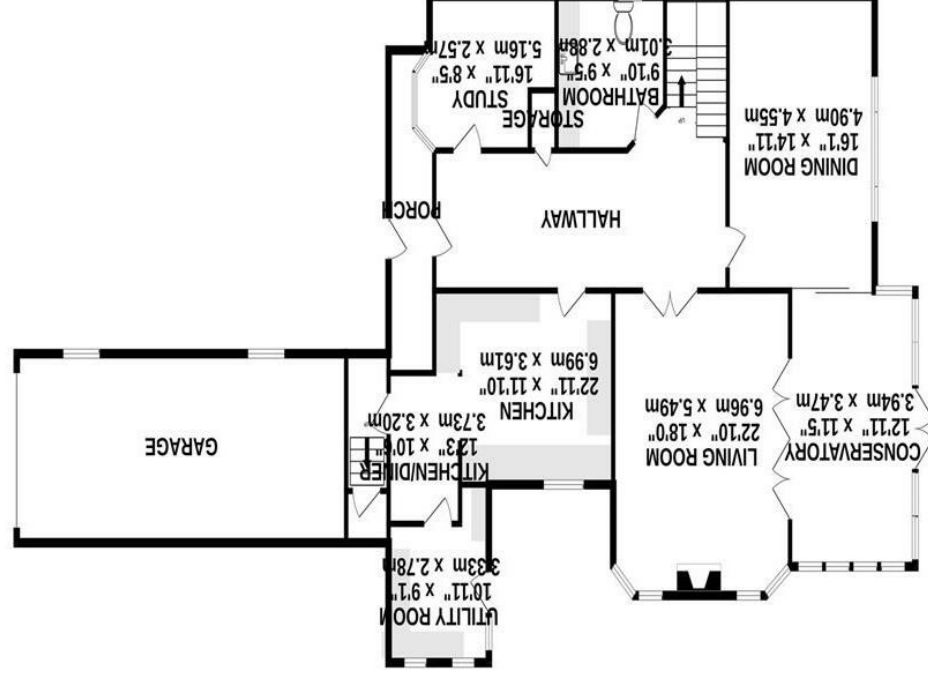 UTILITY ROOM
10'11" x 9'1"
3.33m x 2.78m
CONSERVATORY
12'11" x 11'5"
3.94m x 3.47m
LIVING ROOM
22'10" x 18'0"
6.96m x 5.49m
KITCHEN
22'11" x 11'10"
6.99m x 3.61m
KITCHEN/DINER
12'3" x 10'6"
3.73m x 3.20m
GARAGE
HALLWAY
PORCH
DINING ROOM
16'1" x 14'11"
4.90m x 4.55m
STORAGE
BATHROOM
9'10" x 9'5"
3.01m x 2.88m
STUDY
16'11" x 8'5"
5.16m x 2.57m